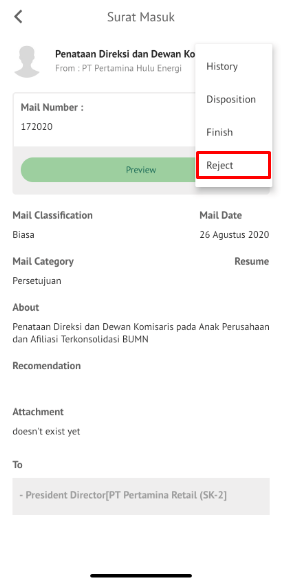 Surat Masuk
Penataan Direksi dan Dewan Ko
From : PT Pertamina Hulu Energi
History
Disposition
Finish
Reject
Mail Number :
172020
Preview
Mail Classification
Mail Date
Biasa
26 Agustus 2020
Mail Category
Resume
Persetujuan
About
Penataan Direksi dan Dewan Komisaris pada Anak Perusahaan
dan Afiliasi Terkonsolidasi BUMN
Recomendation
Attachment
doesn't exist yet
To
- President Director[PT Pertamina Retail (SK-2]